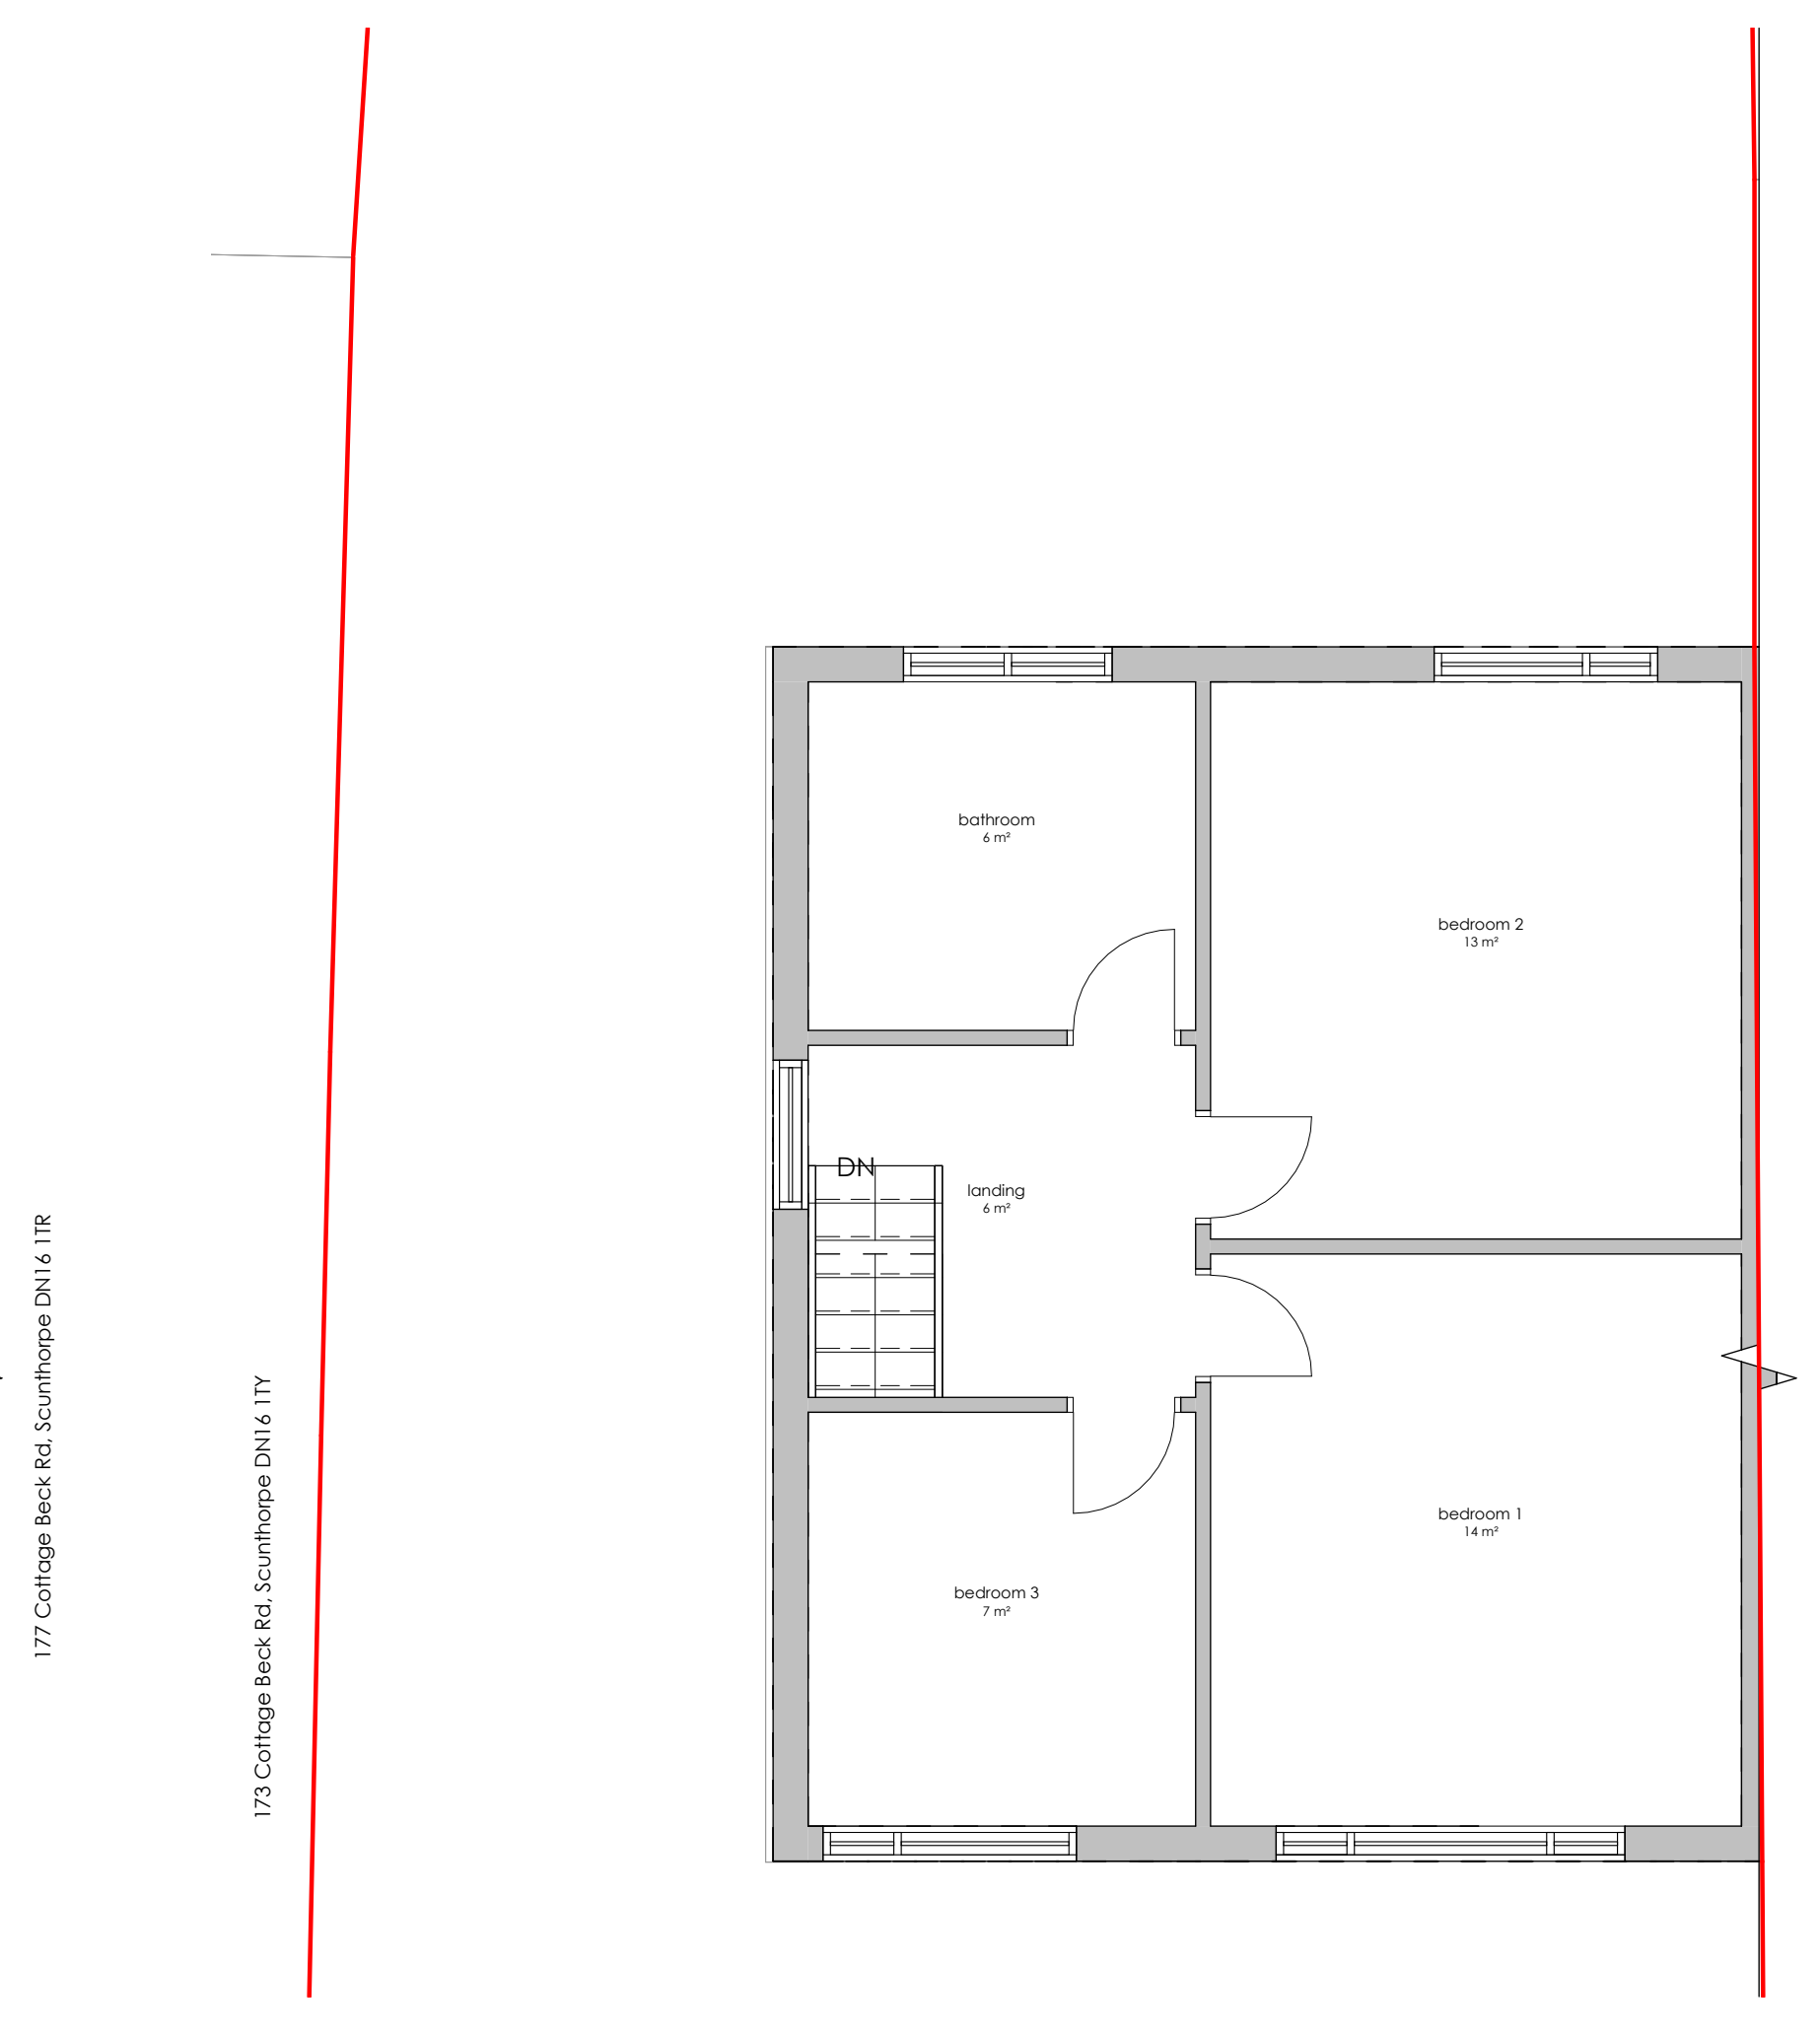 bathroom
6 m²
bedroom 2
13 m²
DN
landing
6 m²
bedroom 1
14 m²
bedroom 3
7 m²
177 Cottage Beck Rd, Scunthorpe DN16 1TR
173 Cottage Beck Rd, Scunthorpe DN16 1TY